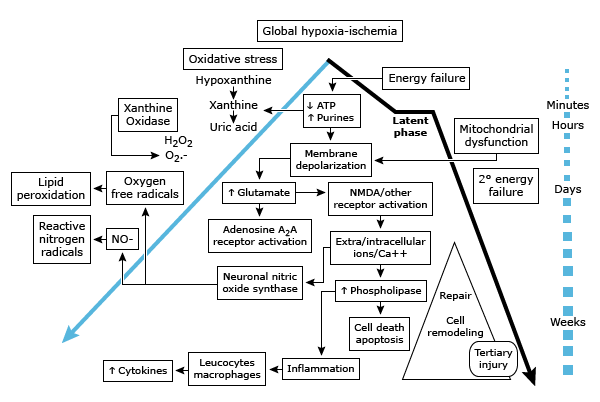 Global hypoxia-ischemia
Oxidative stress
Hypoxanthine
Xanthine
Uric acid
Energy failure
↓ ATP
↑ Purines
Latent
phase
Minutes
Hours
Days
Weeks
Xanthine
Oxidase
H2O2
O2·-
Mitochondrial
dysfunction
Membrane
depolarization
2° energy
failure
Lipid
peroxidation
Oxygen
free radicals
↑ Glutamate
NMDA/other
receptor activation
Reactive
nitrogen
radicals
NO-
Adenosine A2A
receptor activation
Extra/intracellular
ions/Ca++
Neuronal nitric
oxide synthase
↑ Phospholipase
Repair
Cell
remodeling
Cell death
apoptosis
Tertiary
injury
↑ Cytokines
Leucocytes
macrophages
Inflammation